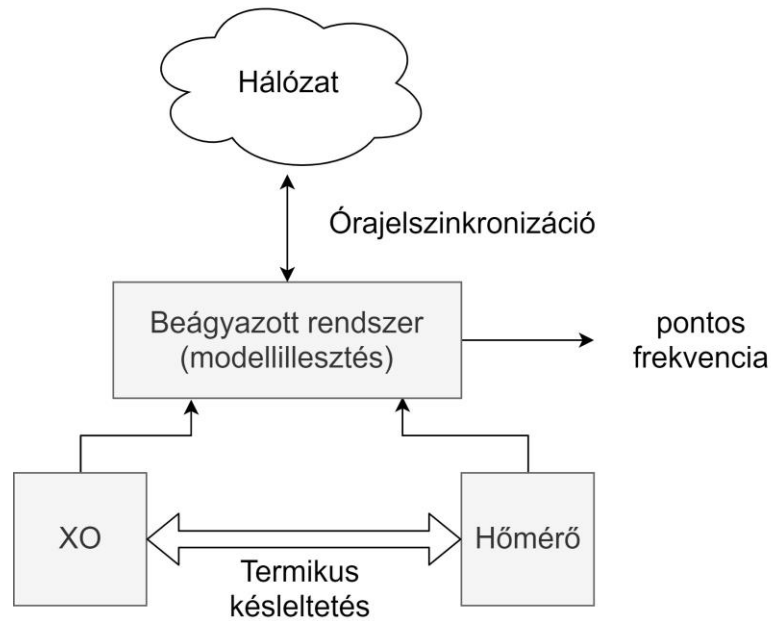 Hálózat
Órajelszinkronizáció
Beágyazott rendszer
(modellillesztés)
pontos
frekvencia
XO
Hőmérő
Termikus
késleltetés